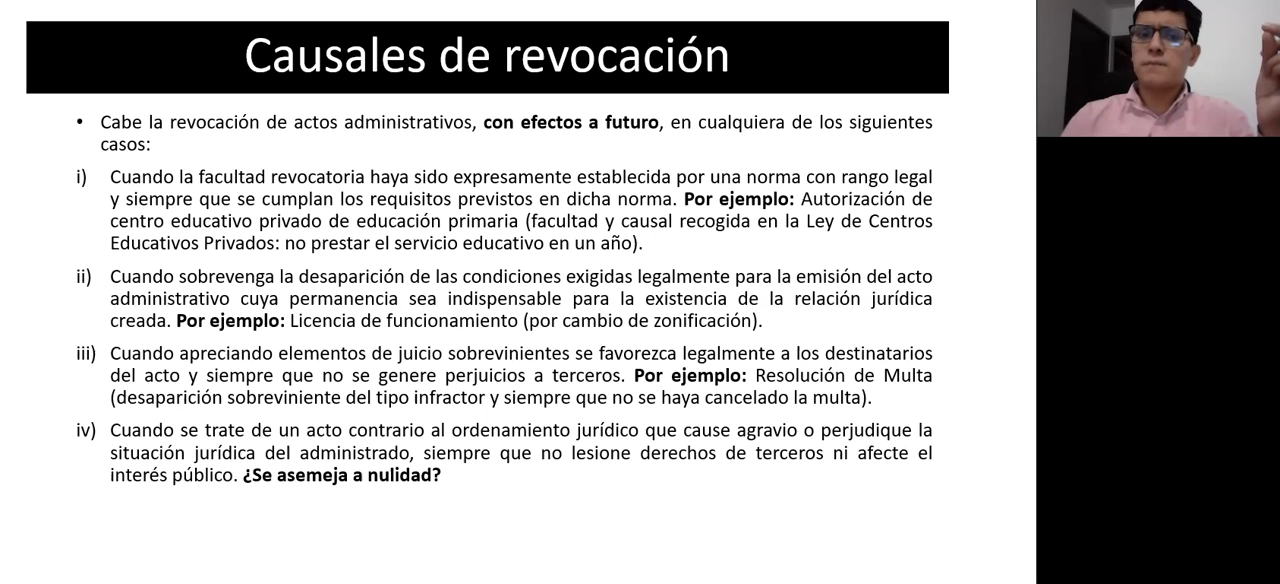 Causales de revocación
• Cabe la revocación de actos administrativos, con efectos a futuro, en cualquiera de los siguientes
casos:
i) Cuando la facultad revocatoria haya sido expresamente establecida por una norma con rango legal
y siempre que se cumplan los requisitos previstos en dicha norma. Por ejemplo: Autorización de
centro educativo privado de educación primaria (facultad y causal recogida en la Ley de Centros
Educativos Privados: no prestar el servicio educativo en un año).
ii) Cuando sobrevenga la desaparición de las condiciones exigidas legalmente para la emisión del acto
administrativo cuya permanencia sea indispensable para la existencia de la relación jurídica
creada. Por ejemplo: Licencia de funcionamiento (por cambio de zonificación).
iii) Cuando apreciando elementos de juicio sobrevinientes se favorezca legalmente a los destinatarios
del acto y siempre que no se genere perjuicios a terceros. Por ejemplo: Resolución de Multa
(desaparición sobreviniente del tipo infractor y siempre que no se haya cancelado la multa).
iv) Cuando se trate de un acto contrario al ordenamiento jurídico que cause agravio o perjudique la
situación jurídica del administrado, siempre que no lesione derechos de terceros ni afecte el
interés público. ¿Se asemeja a nulidad?